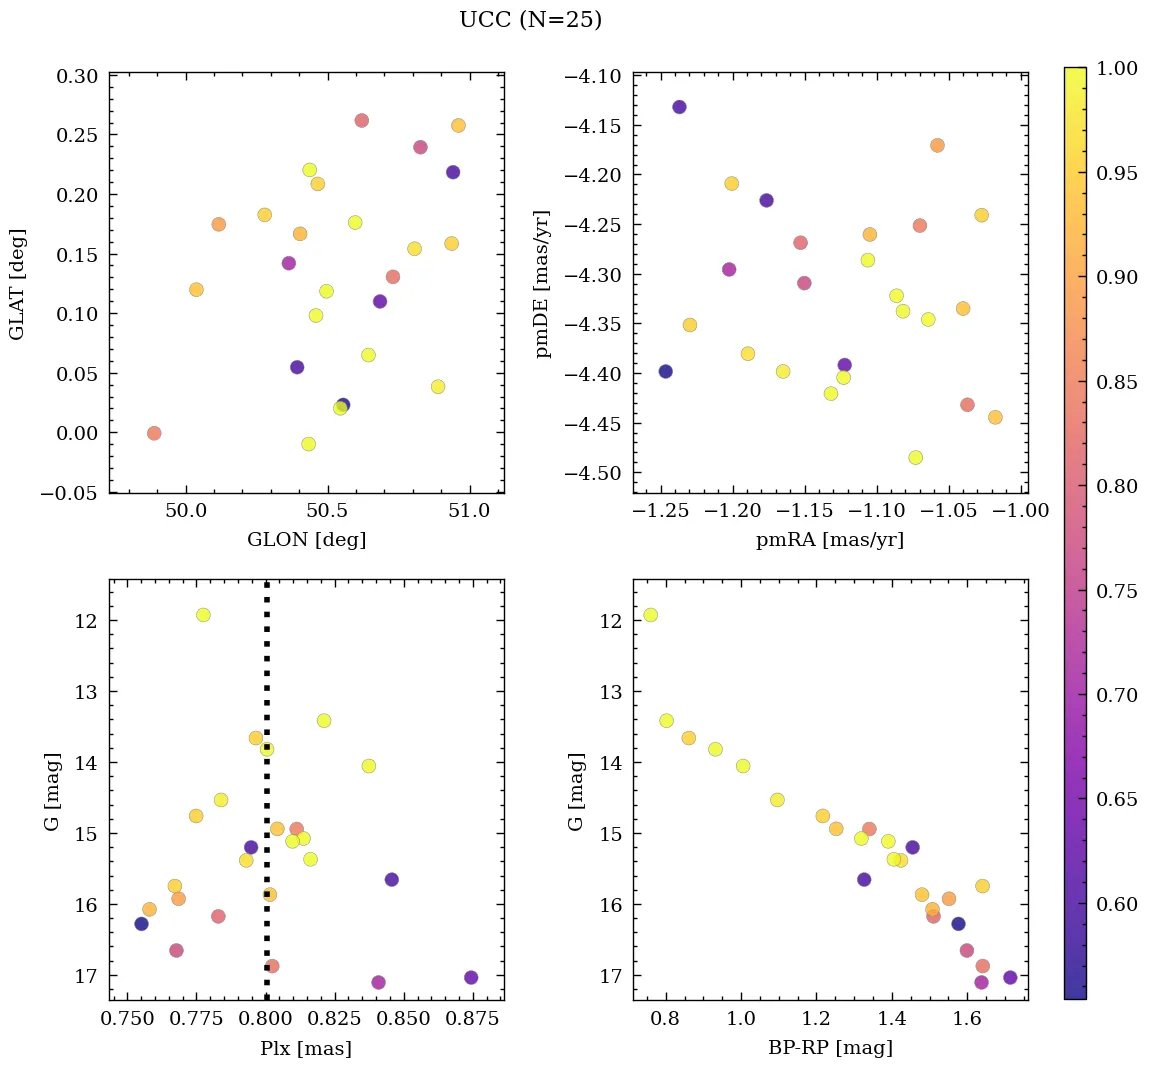 UCC (N=25)
0.30
0.25
0.20
0.15
0.10
0.05
0.00
−0.05
GLAT [deg]
50.0 50.5 51.0
GLON [deg]
−4.10
−4.15
−4.20
−4.25
−4.30
−4.35
−4.40
−4.45
−4.50
pmDE [mas/yr]
−1.25 −1.20 −1.15 −1.10 −1.05 −1.00
pmRA [mas/yr]
12
13
14
15
16
17
G [mag]
0.750 0.775 0.800 0.825 0.850 0.875
Plx [mas]
12
13
14
15
16
17
G [mag]
0.8 1.0 1.2 1.4 1.6
BP-RP [mag]
1.00
0.95
0.90
0.85
0.80
0.75
0.70
0.65
0.60